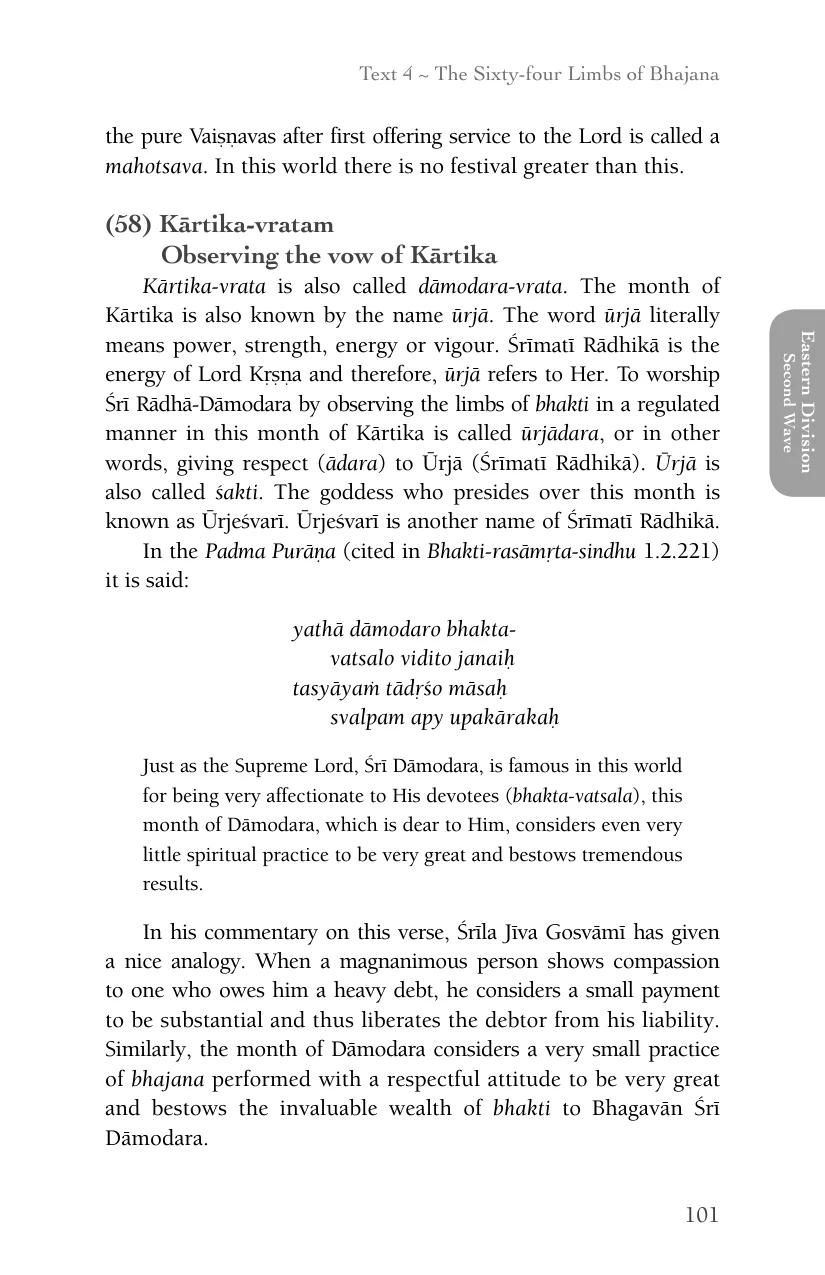 Text 4 ~ The Sixty-four Limbs of Bhajana
the pure Vaiṣṇavas after first offering service to the Lord is called a
mahotsava. In this world there is no festival greater than this.
(58) Kārtika-vratam
Observing the vow of Kārtika
Kārtika-vrata is also called dāmodara-vrata. The month of
Kārtika is also known by the name ūrjā. The word ūrjā literally
means power, strength, energy or vigour. Śrīmatī Rādhikā is the
energy of Lord Kṛṣṇa and therefore, ūrjā refers to Her. To worship
Śrī Rādhā-Dāmodara by observing the limbs of bhakti in a regulated
manner in this month of Kārtika is called ūrjādara, or in other
words, giving respect (ādara) to Ūrjā (Śrīmatī Rādhikā). Ūrjā is
also called śakti. The goddess who presides over this month is
known as Ūrjeśvarī. Ūrjeśvarī is another name of Śrīmatī Rādhikā.
In the Padma Purāṇa (cited in Bhakti-rasāmṛta-sindhu 1.2.221)
it is said:
yathā dāmodaro bhakta-
vatsalo vidito janaiḥ
tasyāyaṁ tādṛśo māsaḥ
svalpam apy upakārakaḥ
Just as the Supreme Lord, Śrī Dāmodara, is famous in this world
for being very affectionate to His devotees (bhakta-vatsala), this
month of Dāmodara, which is dear to Him, considers even very
little spiritual practice to be very great and bestows tremendous
results.
In his commentary on this verse, Śrīla Jīva Gosvāmī has given
a nice analogy. When a magnanimous person shows compassion
to one who owes him a heavy debt, he considers a small payment
to be substantial and thus liberates the debtor from his liability.
Similarly, the month of Dāmodara considers a very small practice
of bhajana performed with a respectful attitude to be very great
and bestows the invaluable wealth of bhakti to Bhagavān Śrī
Dāmodara.
Eastern Division
Second Wave
101